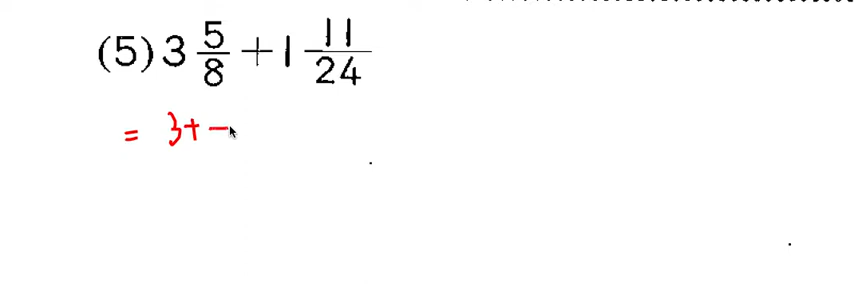 (5) 3 5/8 + 1 11/24
= 3 + —